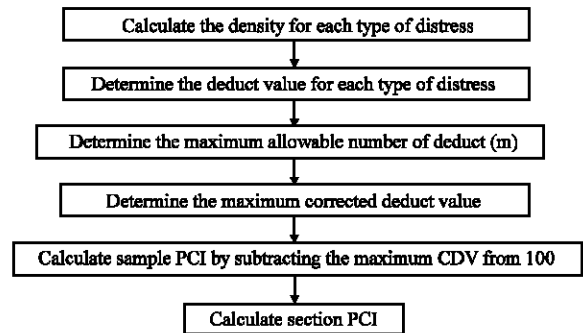 Calculate the density for each type of distress
Determine the deduct value for each type of distress
Determine the maximum allowable number of deduct (m)
Determine the maximum corrected deduct value
Calculate sample PCI by subtracting the maximum CDV from 100
Calculate section PCI